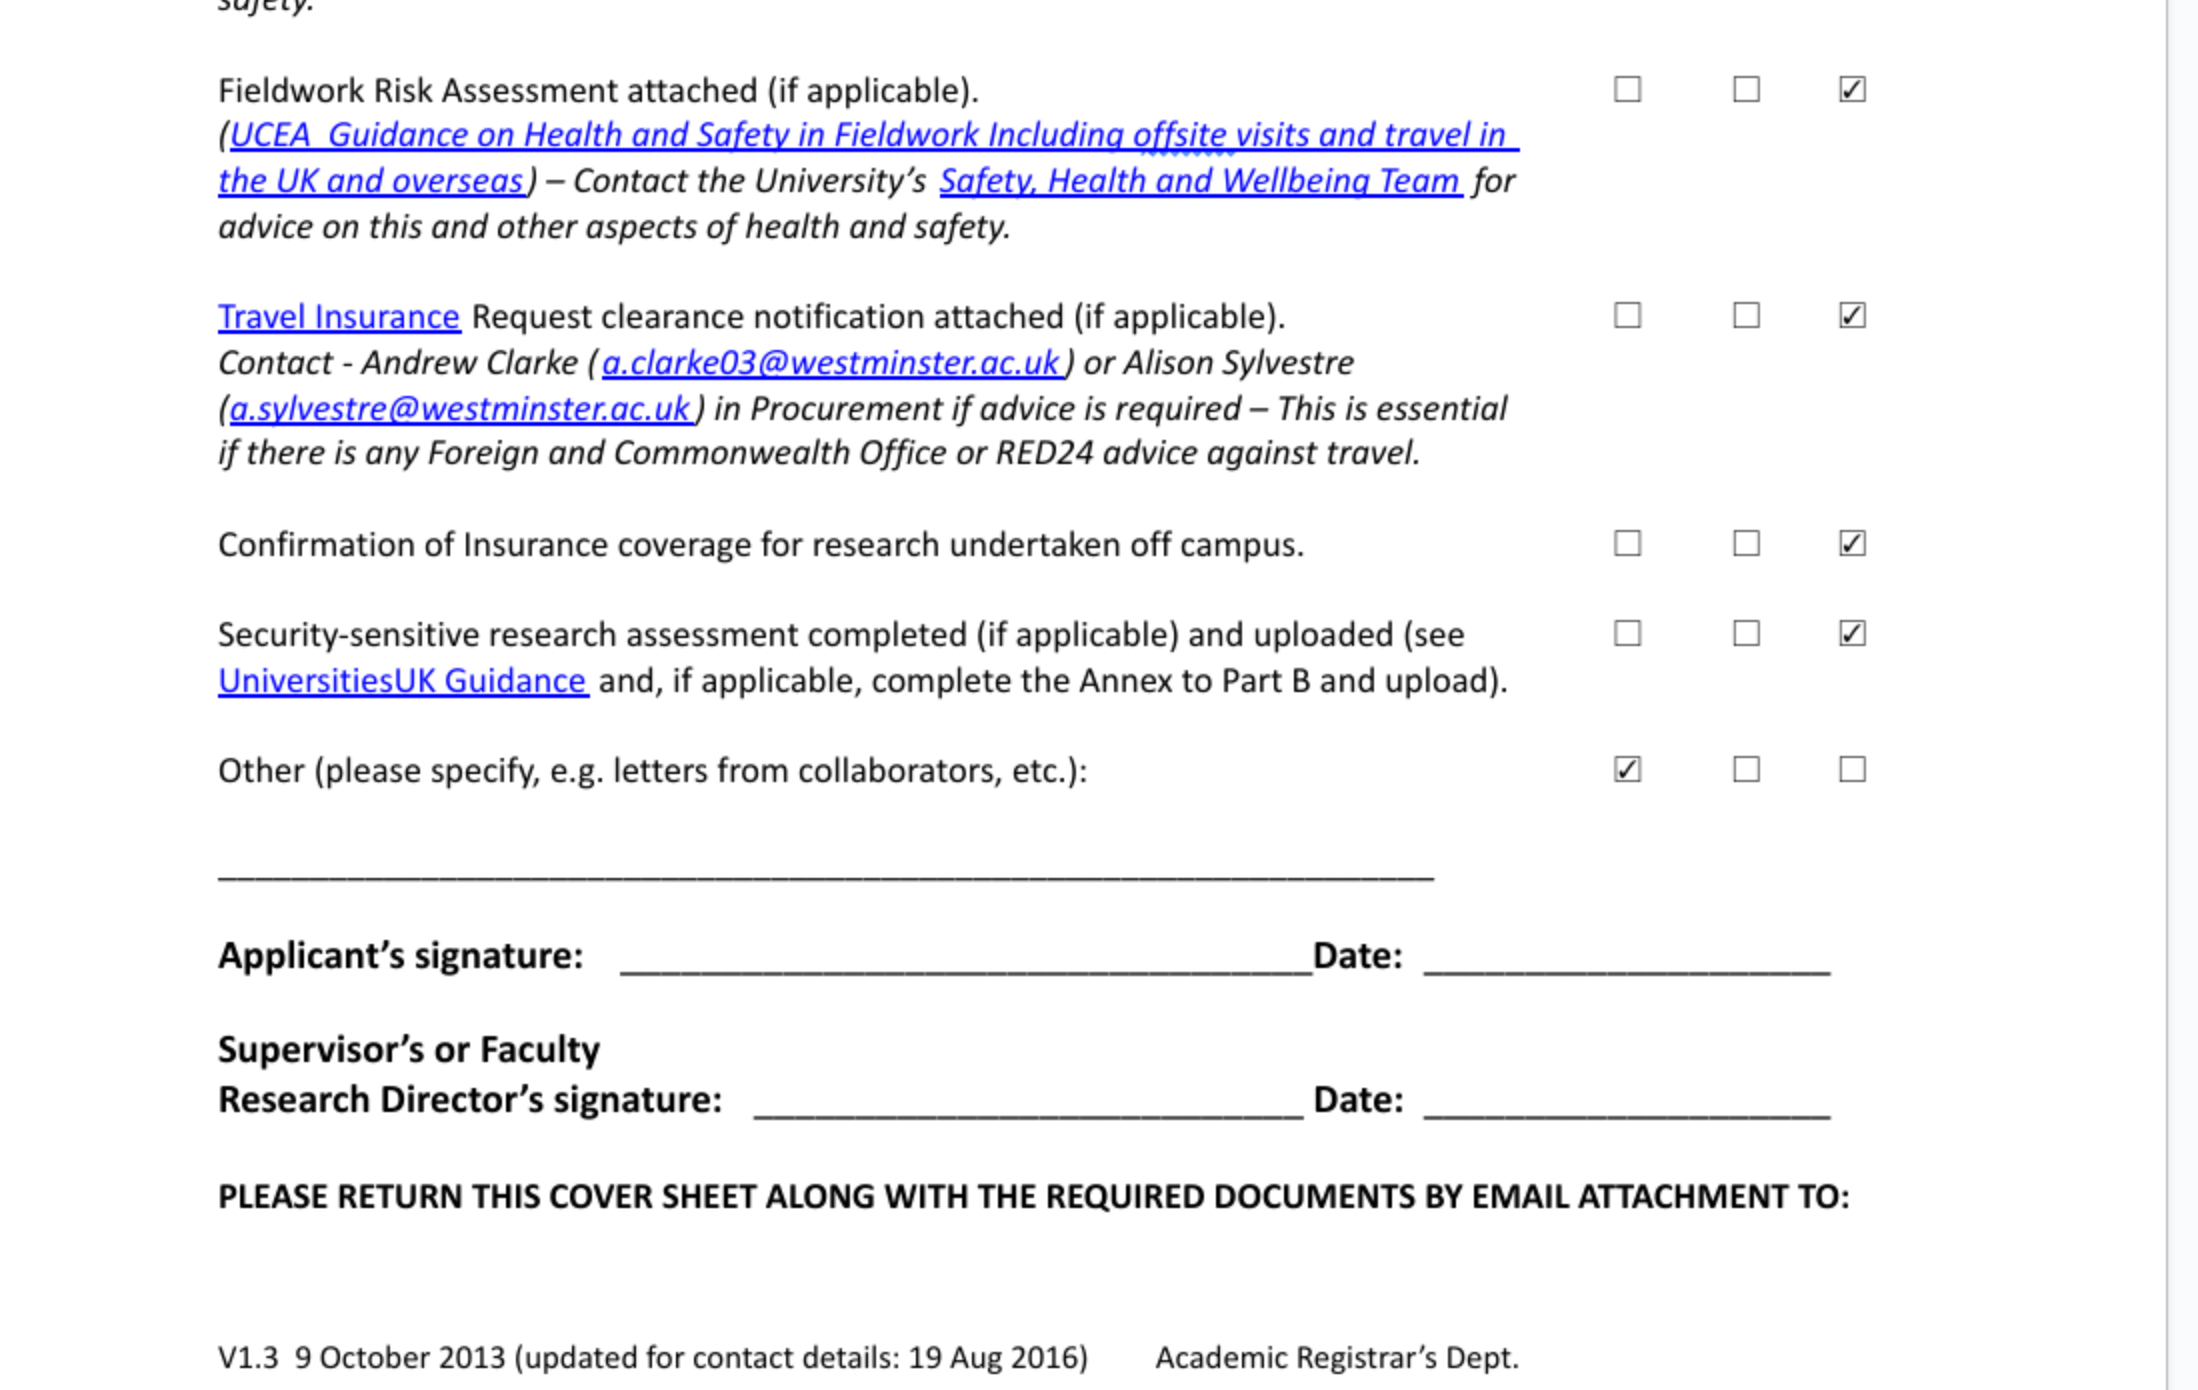 safety.
Fieldwork Risk Assessment attached (if applicable). ☐ ☐ ☑
(UCEA  Guidance on Health and Safety in Fieldwork Including offsite visits and travel in
the UK and overseas) – Contact the University’s Safety, Health and Wellbeing Team for
advice on this and other aspects of health and safety.
Travel Insurance Request clearance notification attached (if applicable). ☐ ☐ ☑
Contact - Andrew Clarke (a.clarke03@westminster.ac.uk) or Alison Sylvestre
(a.sylvestre@westminster.ac.uk) in Procurement if advice is required – This is essential
if there is any Foreign and Commonwealth Office or RED24 advice against travel.
Confirmation of Insurance coverage for research undertaken off campus. ☐ ☐ ☑
Security-sensitive research assessment completed (if applicable) and uploaded (see ☐ ☐ ☑
UniversitiesUK Guidance and, if applicable, complete the Annex to Part B and upload).
Other (please specify, e.g. letters from collaborators, etc.): ☑ ☐ ☐
Applicant’s signature: Date:
Supervisor’s or Faculty
Research Director’s signature: Date:
PLEASE RETURN THIS COVER SHEET ALONG WITH THE REQUIRED DOCUMENTS BY EMAIL ATTACHMENT TO:
V1.3  9 October 2013 (updated for contact details: 19 Aug 2016) Academic Registrar’s Dept.